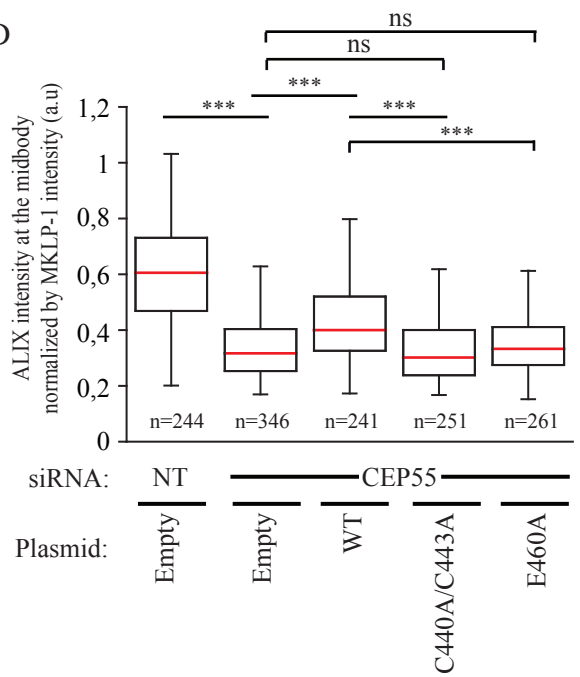 ns
ns
***
*** ***
***
ALIX intensity at the midbody
normalized by MKLP-1 intensity (a.u)
1,2
1
0,8
0,6
0,4
0,2
0
n=244 n=346 n=241 n=251 n=261
siRNA: NT CEP55
Plasmid: Empty Empty WT C440A/C443A E460A